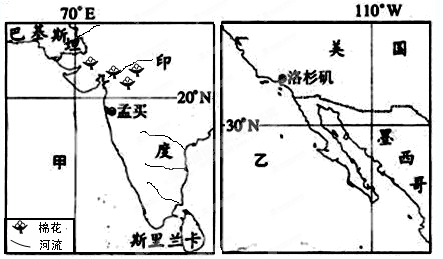 70°E
巴基斯坦
印
20°N
孟买
度
甲
斯里兰卡
棉花
河流
110°W
美 国
洛杉矶
30°N
墨西哥
乙